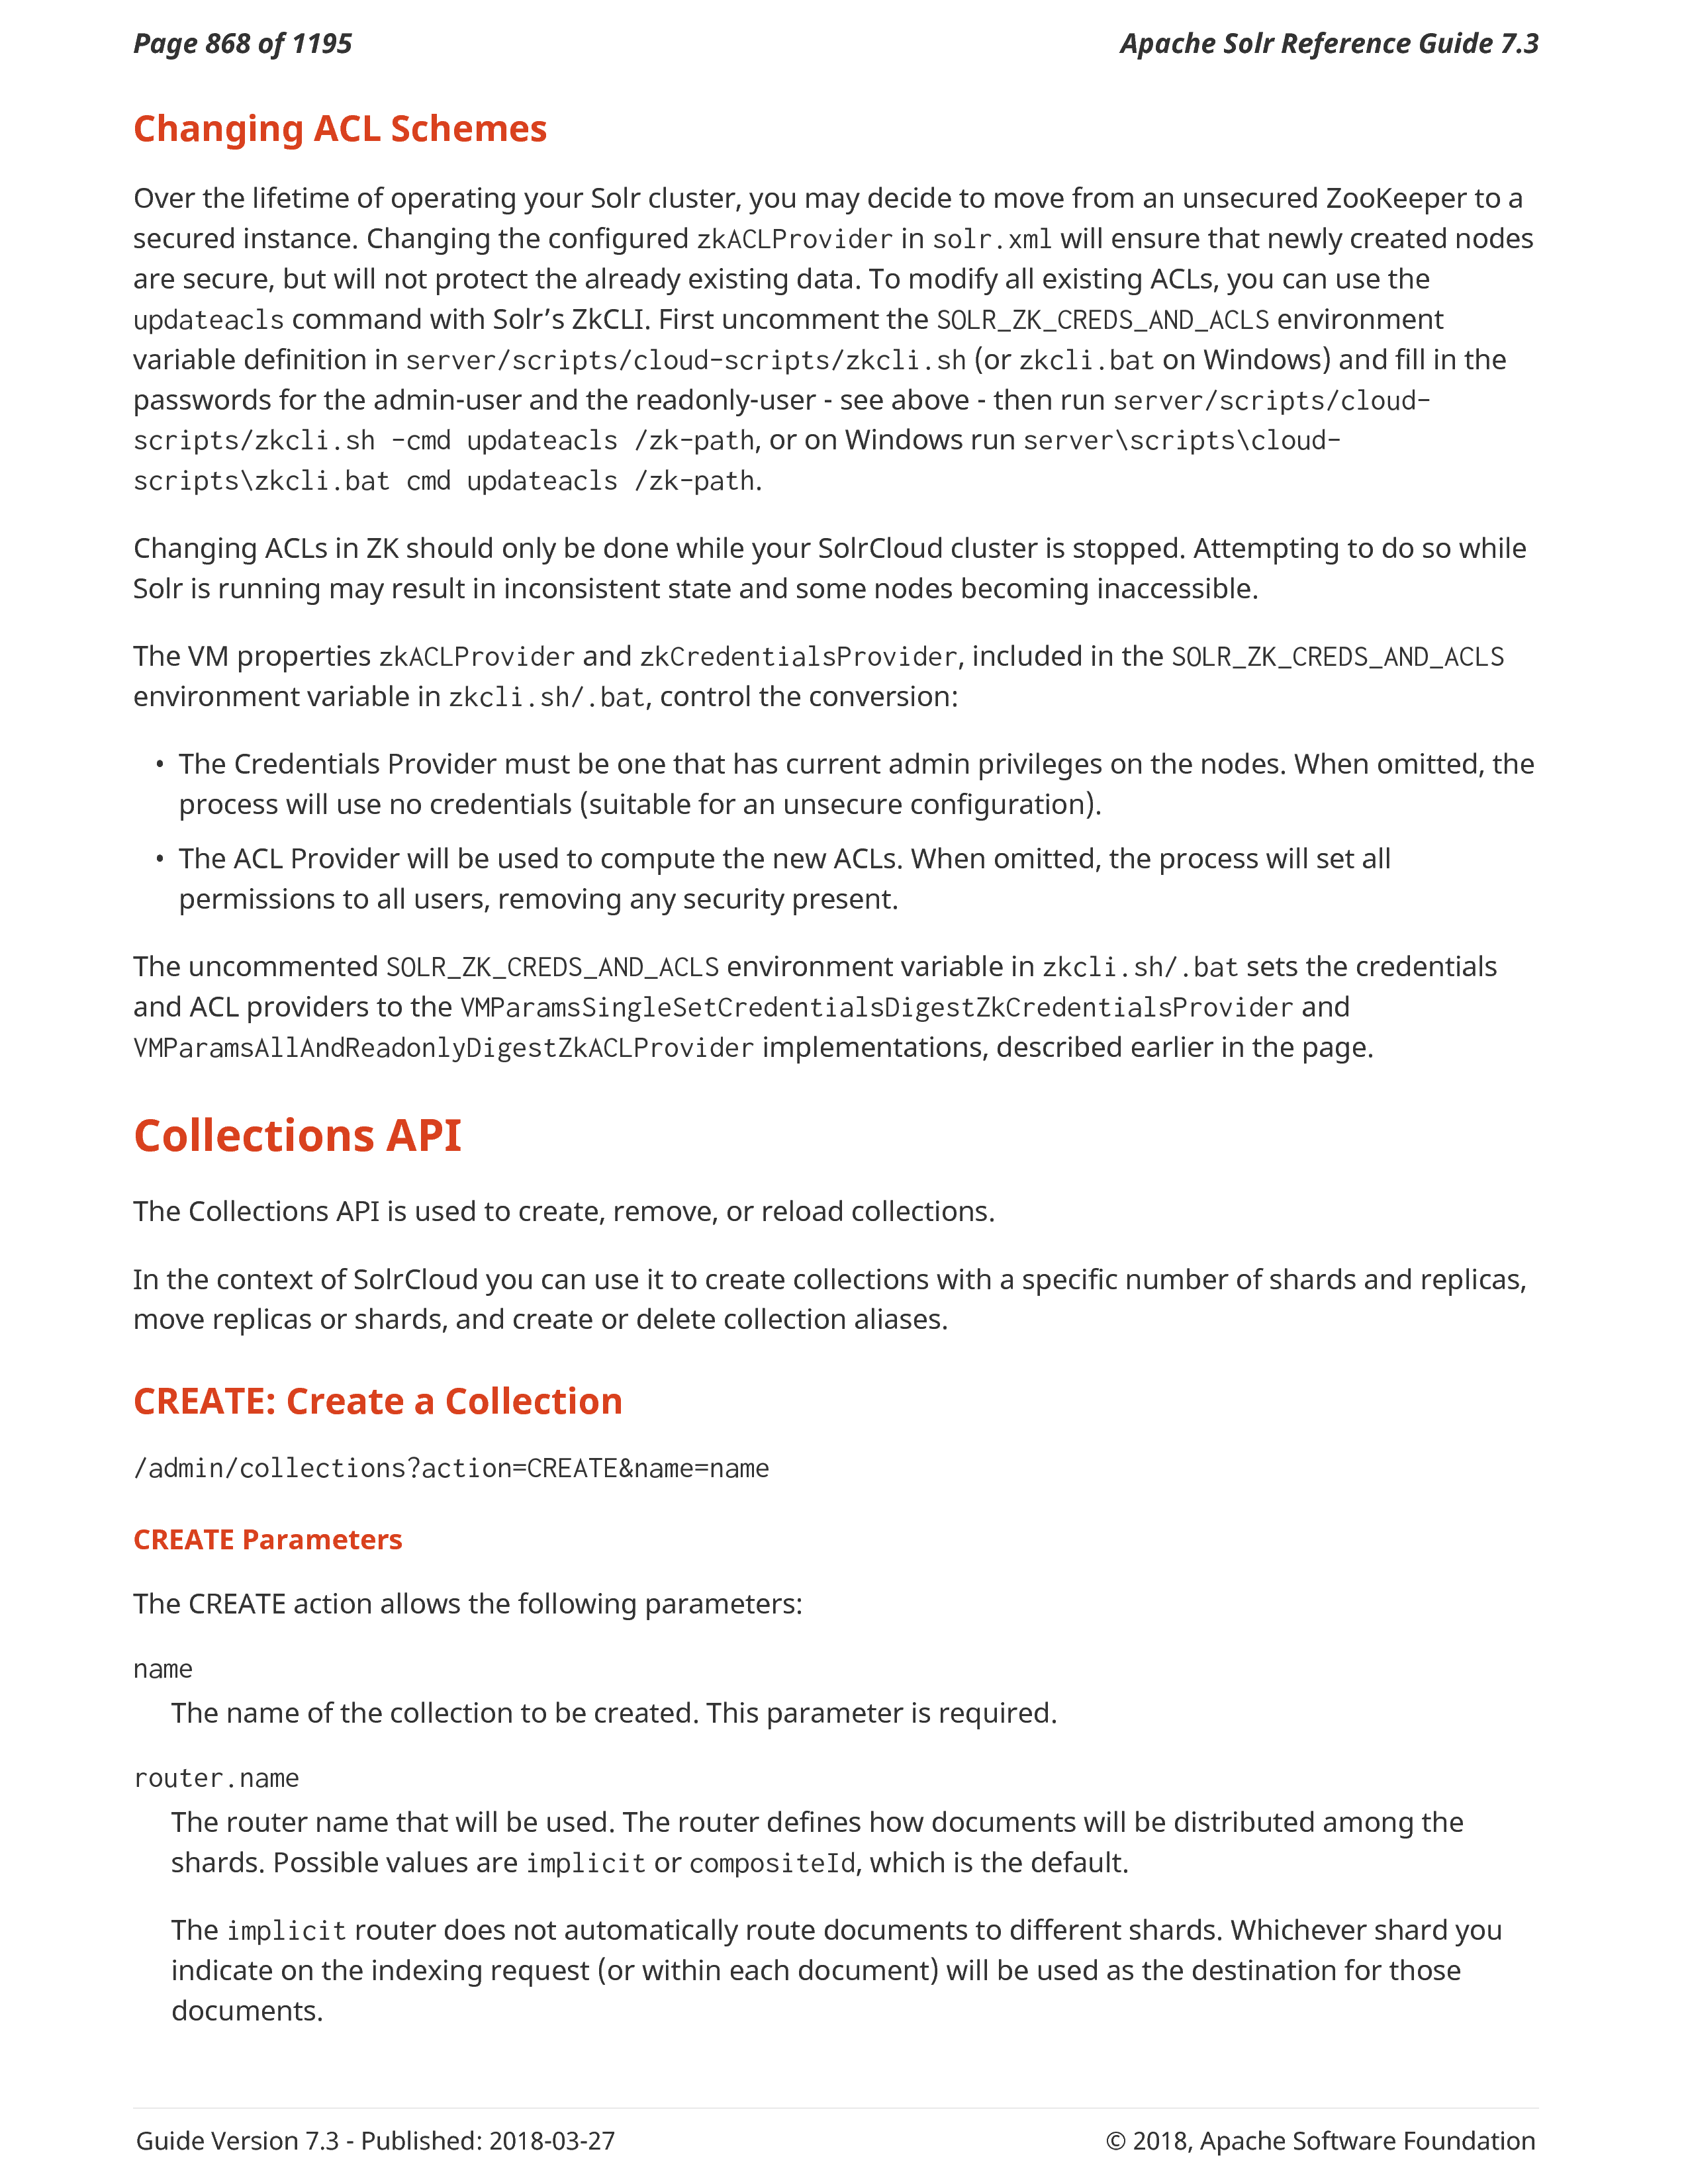 Page 868 of 1195
Apache Solr Reference Guide 7.3
Changing ACL Schemes
Over the lifetime of operating your Solr cluster, you may decide to move from an unsecured ZooKeeper to a
secured instance. Changing the configured zkACLProvider in solr.xml will ensure that newly created nodes
are secure, but will not protect the already existing data. To modify all existing ACLs, you can use the
updateacls command with Solr’s ZkCLI. First uncomment the SOLR_ZK_CREDS_AND_ACLS environment
variable definition in server/scripts/cloud-scripts/zkcli.sh (or zkcli.bat on Windows) and fill in the
passwords for the admin-user and the readonly-user - see above - then run server/scripts/cloud-
scripts/zkcli.sh -cmd updateacls /zk-path, or on Windows run server\scripts\cloud-
scripts\zkcli.bat cmd updateacls /zk-path.
Changing ACLs in ZK should only be done while your SolrCloud cluster is stopped. Attempting to do so while
Solr is running may result in inconsistent state and some nodes becoming inaccessible.
The VM properties zkACLProvider and zkCredentialsProvider, included in the SOLR_ZK_CREDS_AND_ACLS
environment variable in zkcli.sh/.bat, control the conversion:
• The Credentials Provider must be one that has current admin privileges on the nodes. When omitted, the
process will use no credentials (suitable for an unsecure configuration).
• The ACL Provider will be used to compute the new ACLs. When omitted, the process will set all
permissions to all users, removing any security present.
The uncommented SOLR_ZK_CREDS_AND_ACLS environment variable in zkcli.sh/.bat sets the credentials
and ACL providers to the VMParamsSingleSetCredentialsDigestZkCredentialsProvider and
VMParamsAllAndReadonlyDigestZkACLProvider implementations, described earlier in the page.
Collections API
The Collections API is used to create, remove, or reload collections.
In the context of SolrCloud you can use it to create collections with a specific number of shards and replicas,
move replicas or shards, and create or delete collection aliases.
CREATE: Create a Collection
/admin/collections?action=CREATE&name=name
CREATE Parameters
The CREATE action allows the following parameters:
name
The name of the collection to be created. This parameter is required.
router.name
The router name that will be used. The router defines how documents will be distributed among the
shards. Possible values are implicit or compositeId, which is the default.
The implicit router does not automatically route documents to different shards. Whichever shard you
indicate on the indexing request (or within each document) will be used as the destination for those
documents.
Guide Version 7.3 - Published: 2018-03-27
© 2018, Apache Software Foundation